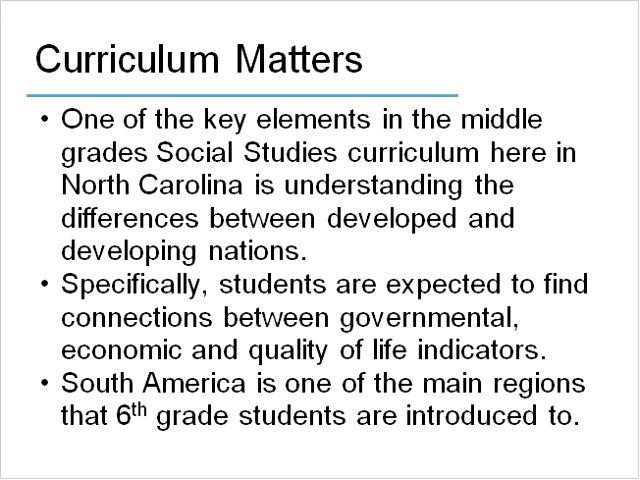 Curriculum Matters
• One of the key elements in the middle
grades Social Studies curriculum here in
North Carolina is understanding the
differences between developed and
developing nations.
• Specifically, students are expected to find
connections between governmental,
economic and quality of life indicators.
• South America is one of the main regions
that 6th grade students are introduced to.